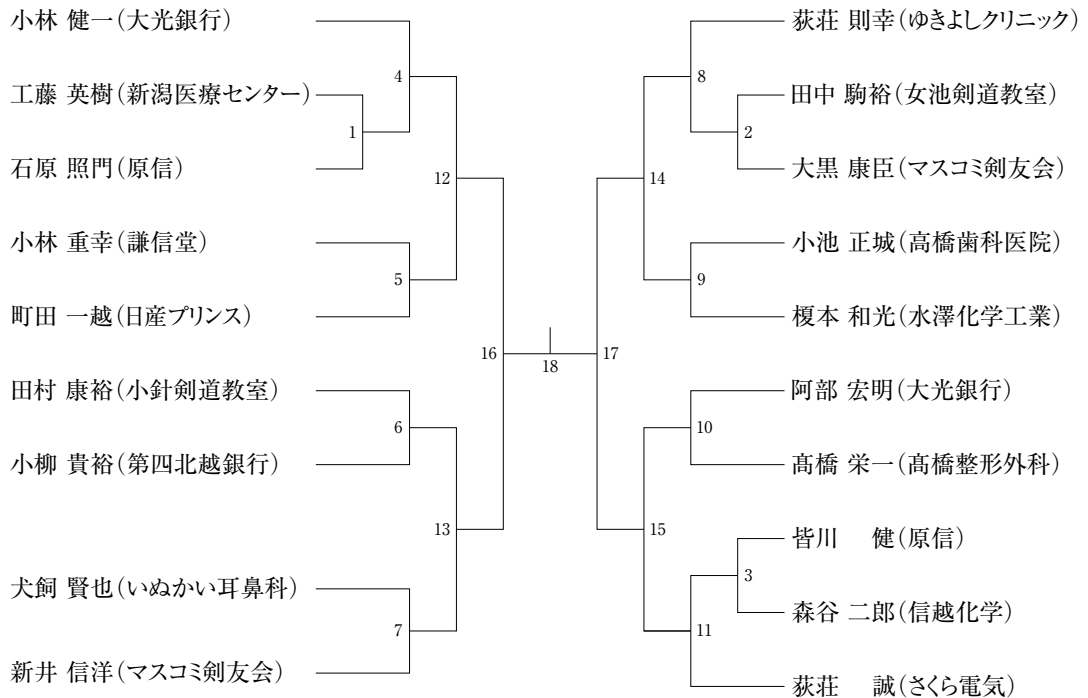 小林 健一(大光銀行)
工藤 英樹(新潟医療センター)
石原 照門(原信)
小林 重幸(謙信堂)
町田 一越(日産プリンス)
田村 康裕(小針剣道教室)
小柳 貴裕(第四北越銀行)
犬飼 賢也(いぬかい耳鼻科)
新井 信洋(マスコミ剣友会)
4
1
12
5
16
6
13
7
18
17
8
2
14
9
10
15
3
11
荻荘 則幸(ゆきよしクリニック)
田中 駒裕(女池剣道教室)
大黒 康臣(マスコミ剣友会)
小池 正城(高橋歯科医院)
榎本 和光(水澤化学工業)
阿部 宏明(大光銀行)
髙橋 栄一(髙橋整形外科)
皆川　健(原信)
森谷 二郎(信越化学)
荻荘　誠(さくら電気)